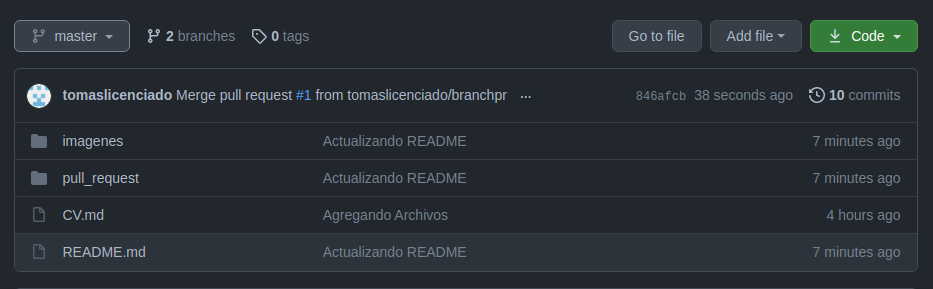 master 2 branches 0 tags Go to file Add file Code
tomaslicenciado Merge pull request #1 from tomaslicenciado/branchpr ... 846afcb 38 seconds ago 10 commits
imagenes Actualizando README 7 minutes ago
pull_request Actualizando README 7 minutes ago
CV.md Agregando Archivos 4 hours ago
README.md Actualizando README 7 minutes ago